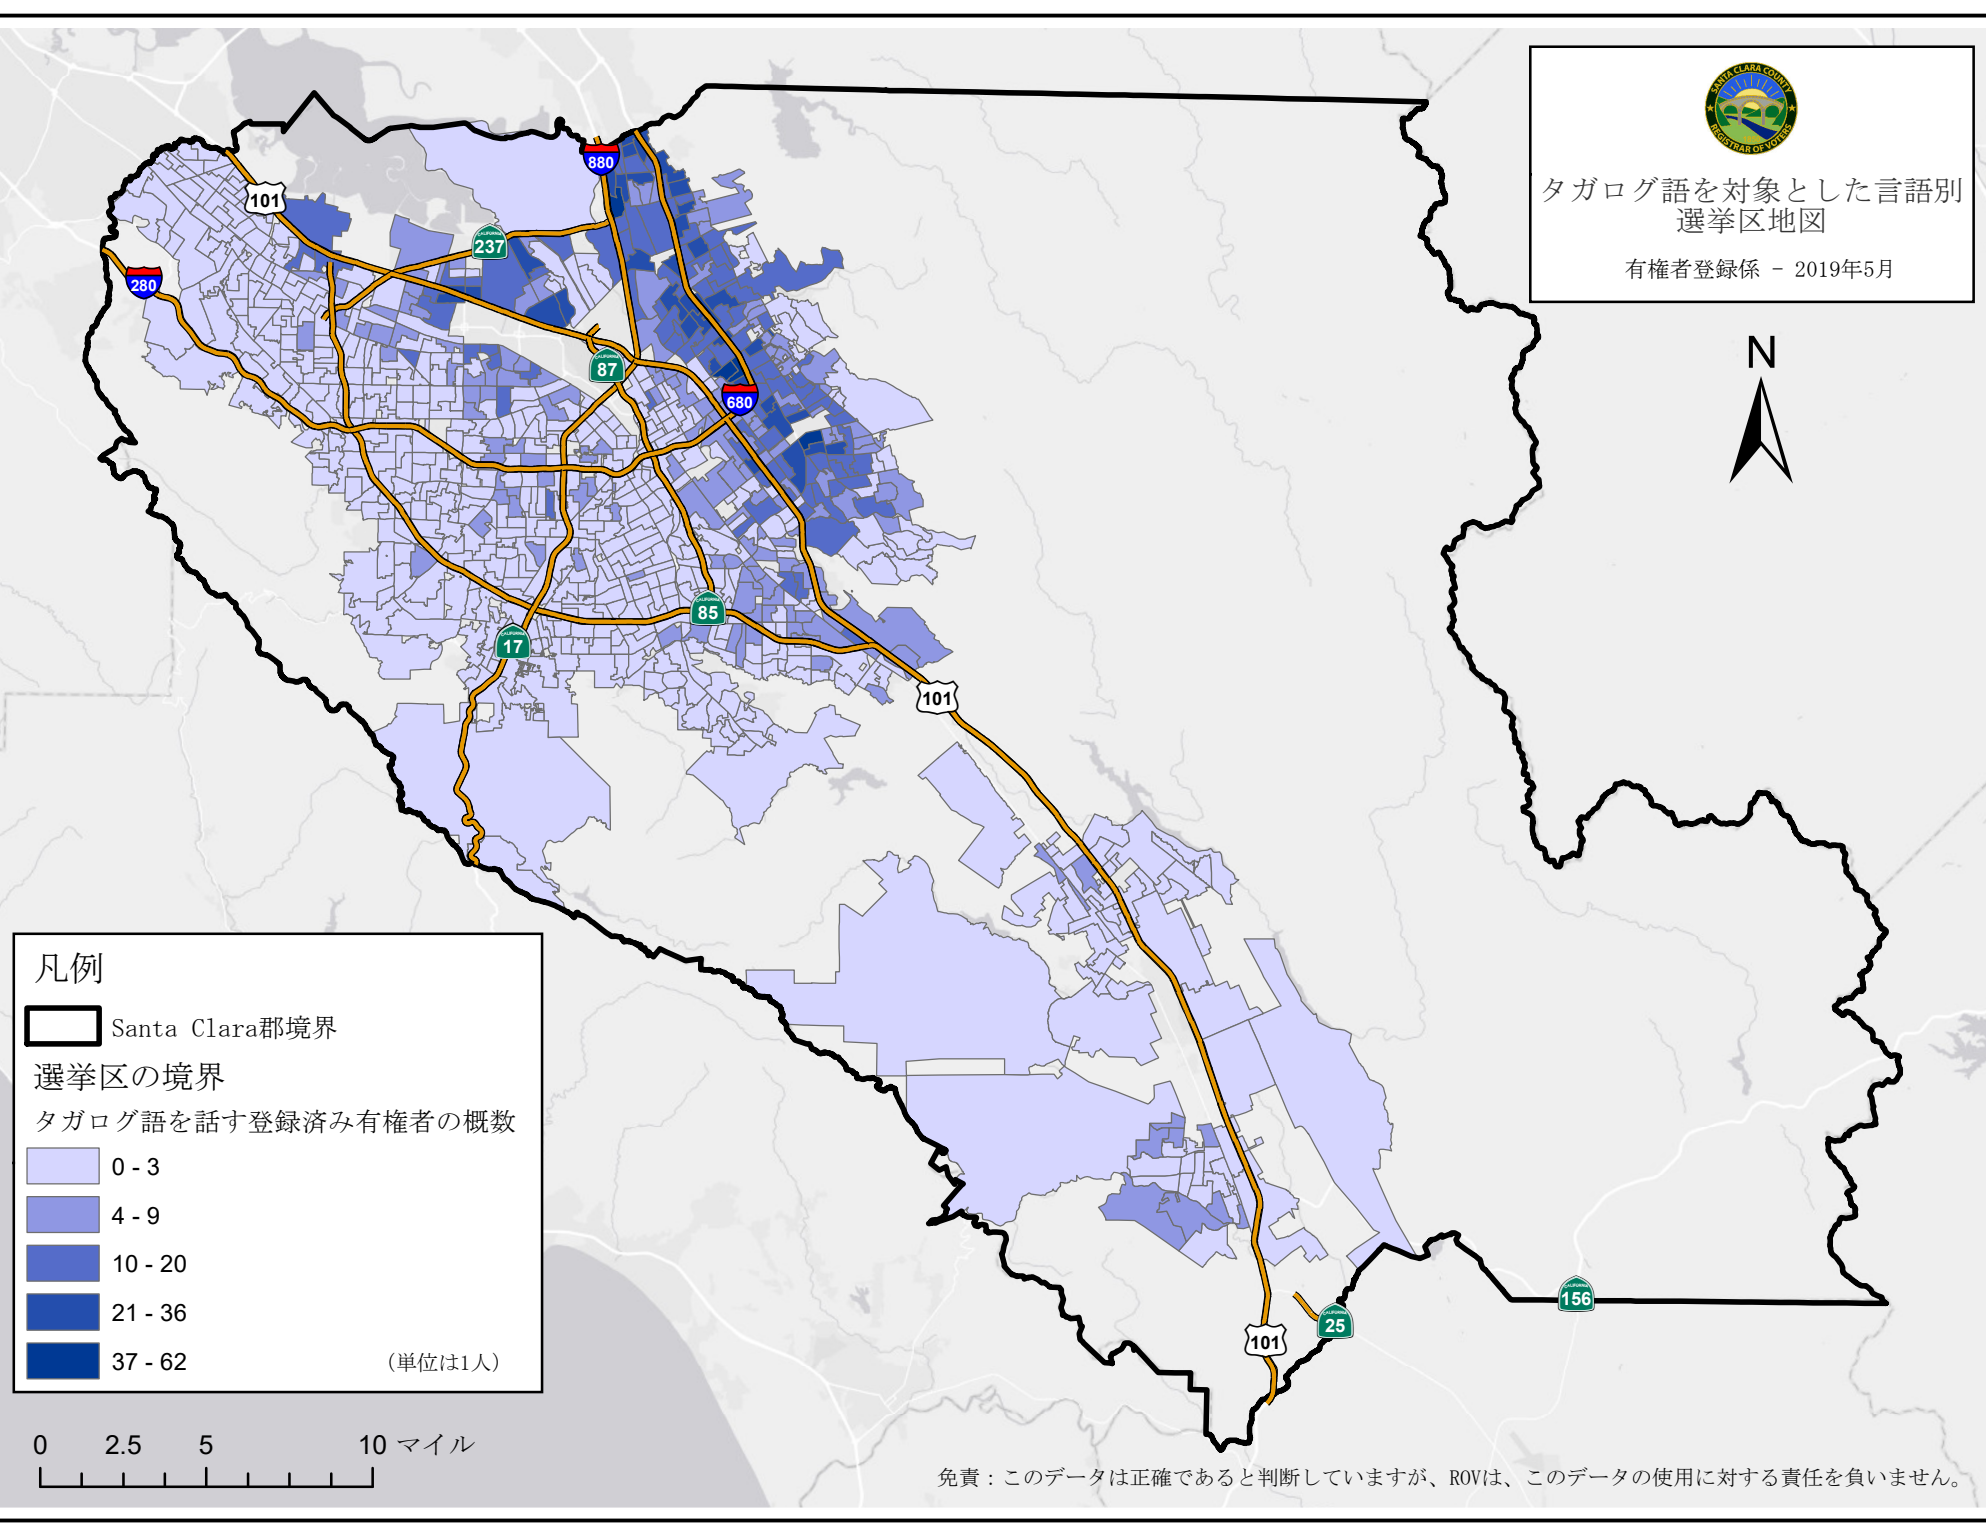 SANTA CLARA COUNTY
REGISTRAR OF VOTERS
タガログ語を対象とした言語別
選挙区地図
有権者登録係 - 2019年5月
N
880
101
237
280
87
680
85
17
101
156
25
101
凡例
Santa Clara郡境界
選挙区の境界
タガログ語を話す登録済み有権者の概数
0 - 3
4 - 9
10 - 20
21 - 36
37 - 62
(単位は1人)
0 2.5 5 10 マイル
免責：このデータは正確であると判断していますが、ROVは、このデータの使用に対する責任を負いません。